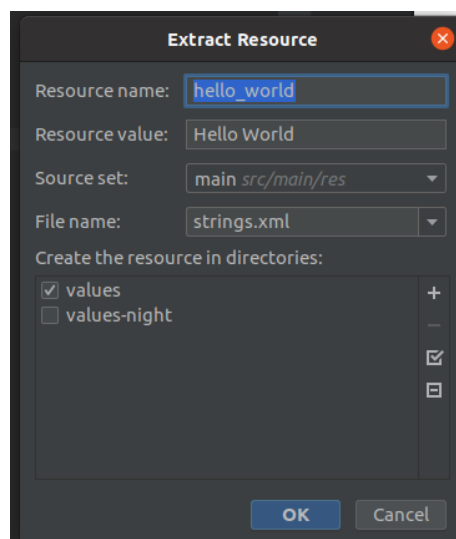 Extract Resource
Resource name: hello_world
Resource value: Hello World
Source set: main src/main/res
File name: strings.xml
Create the resource in directories:
values
values-night
OK Cancel